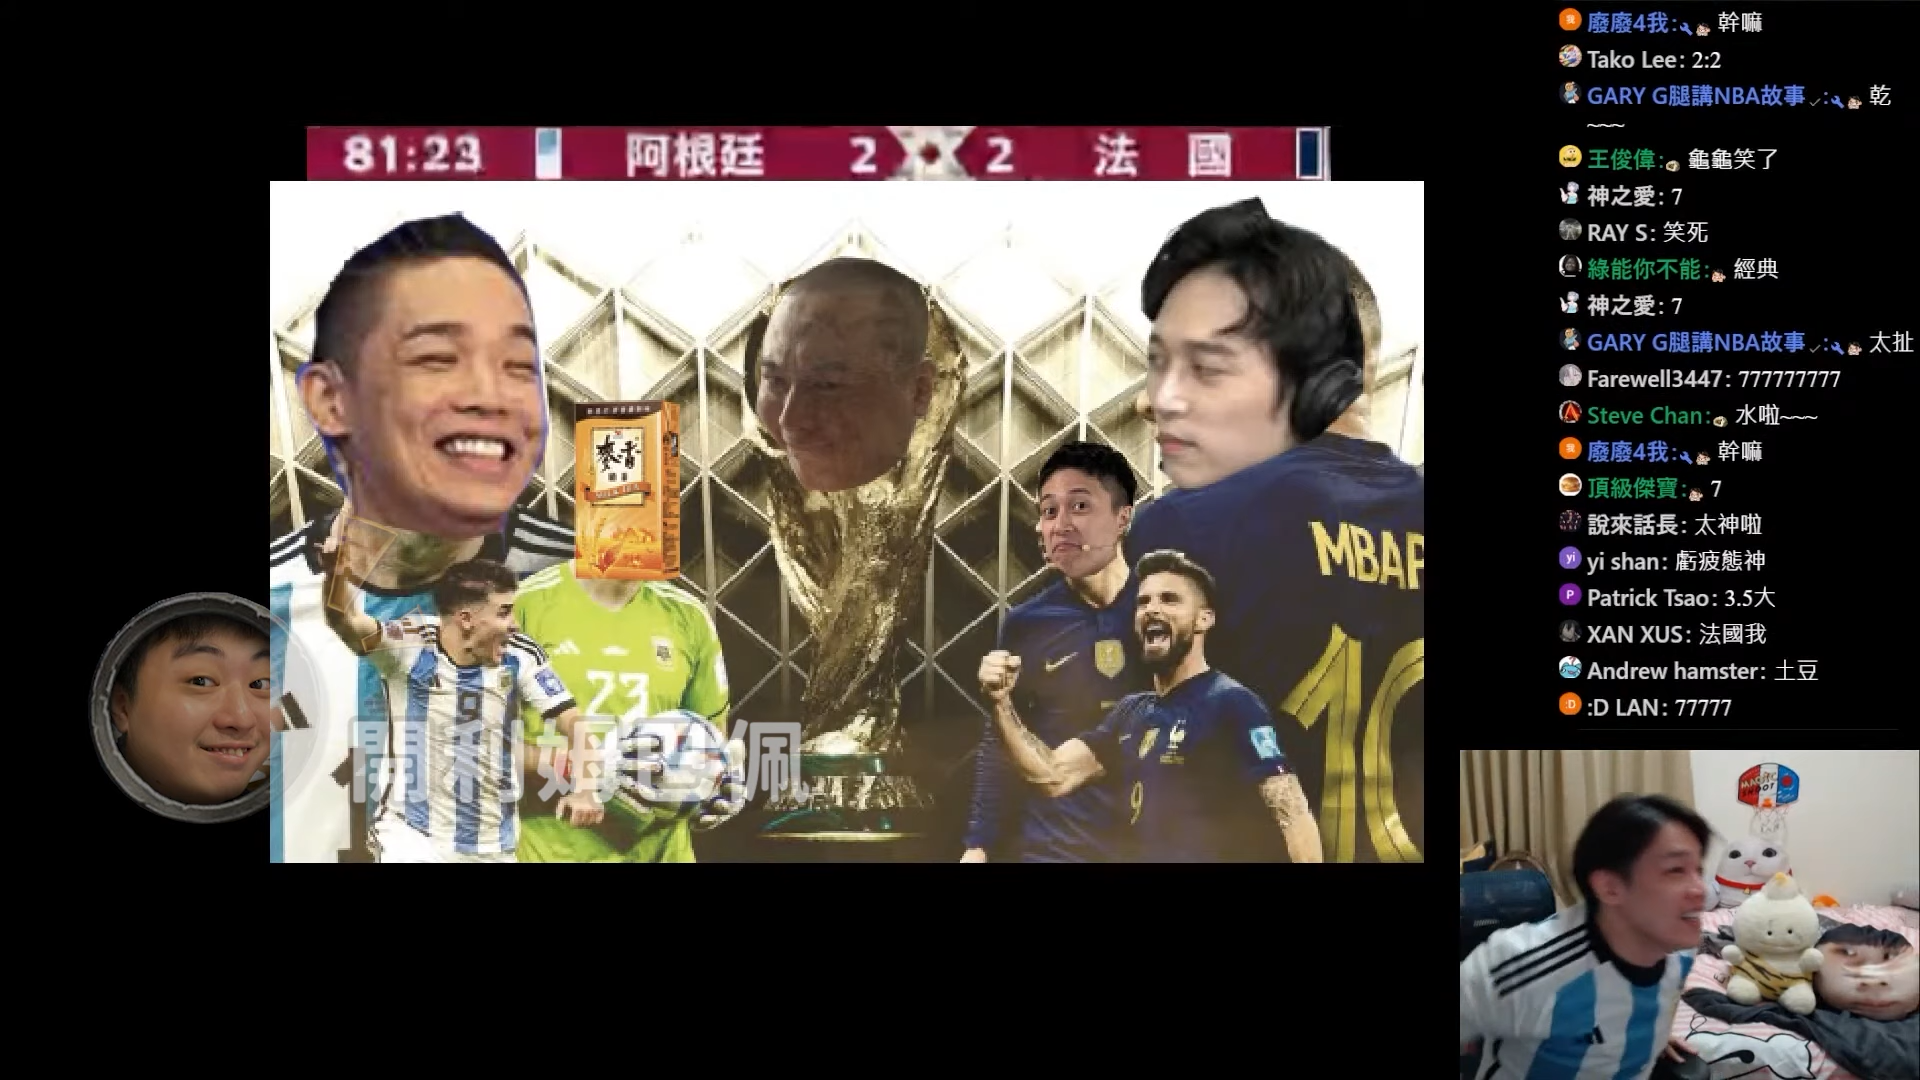 81:23 阿根廷 2 2 法國
麥香
23
9
MBAP
10
9
開利姆巴佩
廢廢4我: 幹嘛
Tako Lee: 2:2
GARY G腿講NBA故事✓: 乾
~~~
王俊偉: 龜龜笑了
神之愛: 7
RAY S: 笑死
綠能你不能: 經典
神之愛: 7
GARY G腿講NBA故事✓: 太扯
Farewell3447: 777777777
Steve Chan: 水啦~~~
廢廢4我: 幹嘛
頂級傑寶: 7
說來話長: 太神啦
yi shan: 虧疲態神
Patrick Tsao: 3.5大
XAN XUS: 法國我
Andrew hamster: 土豆
:D LAN: 77777
MAGIC SHOOT